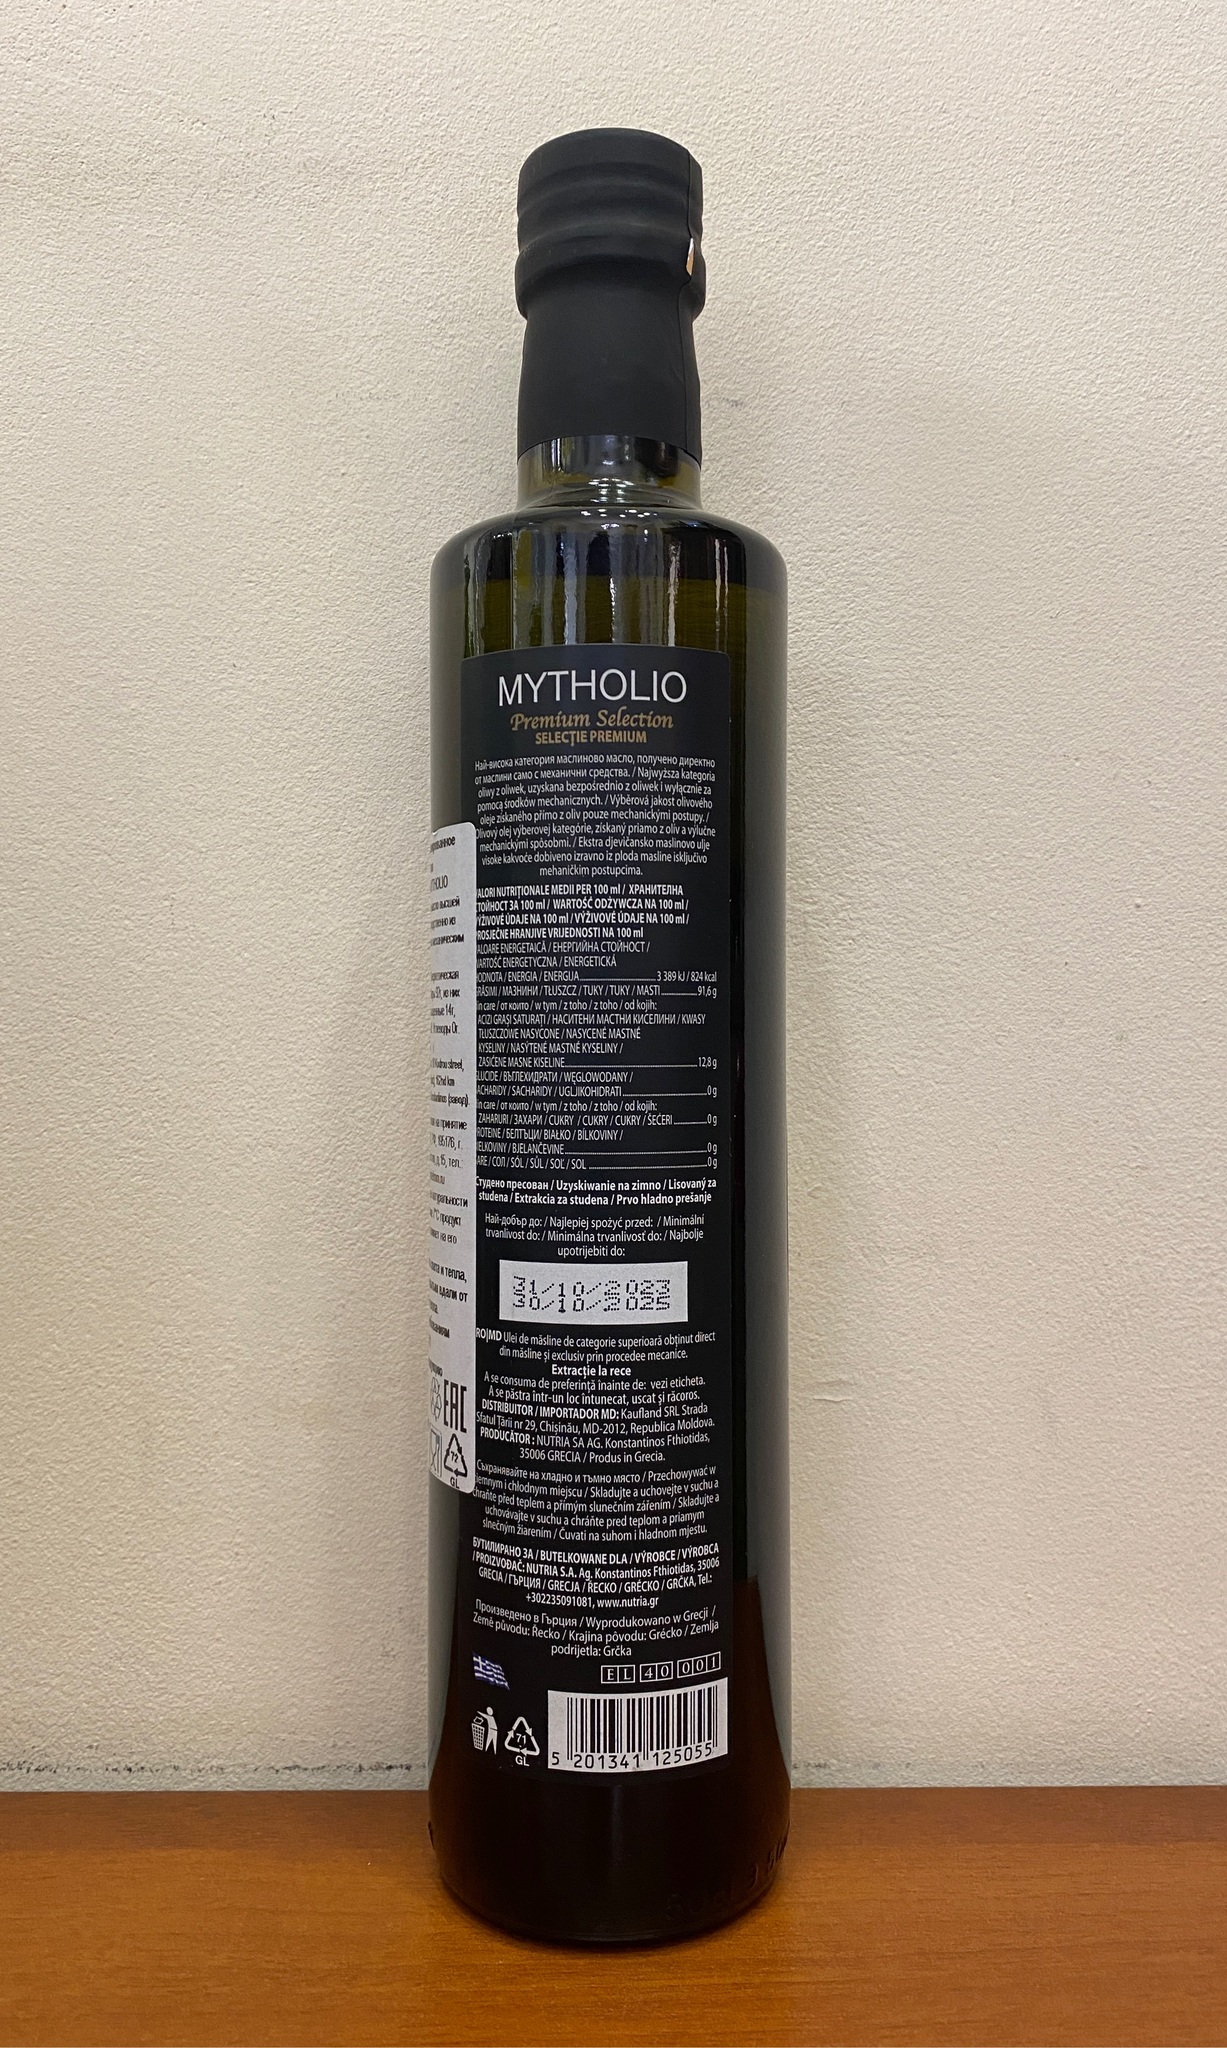 MYTHOLIO
Premium Selection
SELECȚIE PREMIUM
Най-висока категория маслиново масло, получено директно
от маслини само с механични средства. / Najwyższa kategoria
oliwy z oliwek, uzyskana bezpośrednio z oliwek i wyłącznie za
pomocą środków mechanicznych. / Výběrová jakost olivového
oleje získaného přímo z oliv pouze mechanickými postupy. /
Olivový olej výberovej kategórie, získaný priamo z olív a výlučne
mechanickými spôsobmi. / Ekstra djevičansko maslinovo ulje
visoke kakvoće dobiveno izravno iz ploda masline isključivo
mehaničkim postupcima.
ALORI NUTRIȚIONALE MEDII PER 100 ml / ХРАНИТЕЛНА
СТОЙНОСТ ЗА 100 ml / WARTOŚĆ ODŻYWCZA NA 100 ml /
VÝŽIVOVÉ ÚDAJE NA 100 ml / VÝŽIVOVÉ ÚDAJE NA 100 ml /
PROSJEČNE HRANJIVE VRIJEDNOSTI NA 100 ml
ALOARE ENERGETAICĂ / ЕНЕРГИЙНА СТОЙНОСТ /
WARTOŚĆ ENERGETYCZNA / ENERGETICKÁ
HODNOTA / ENERGIA / ENERGIJA 3 389 kJ / 824 kcal
GRĂSIMI / МАЗНИНИ / TŁUSZCZ / TUKY / TUKY / MASTI 91,6 g
in care / от които / w tym / z toho / z toho / od kojih:
ACIZI GRAȘI SATURAȚI / НАСИТЕНИ МАСТНИ КИСЕЛИНИ / KWASY
TŁUSZCZOWE NASYCONE / NASYCENÉ MASTNÉ
KYSELINY / NASÝTENÉ MASTNÉ KYSELINY /
ZASIĆENE MASNE KISELINE 12,8 g
LUCIDE / ВЪГЛЕХИДРАТИ / WĘGLOWODANY /
SACHARIDY / SACHARIDY / UGLJIKOHIDRATI 0 g
in care / от които / w tym / z toho / z toho / od kojih:
ZAHARURI / ЗАХАРИ / CUKRY / CUKRY / CUKRY / ŠEĆERI 0 g
ROTEINE / БЕЛТЪЦИ/ BIAŁKO / BÍLKOVINY /
BIELKOVINY / BJELANČEVINE 0 g
ARE / СОЛ / SÓL / SŮL / SOĽ / SOL 0 g
Студено пресован / Uzyskiwanie na zimno / Lisovaný za
studena / Extrakcia za studena / Prvo hladno prešanje
Най-добър до: / Najlepiej spożyć przed: / Minimální
trvanlivost do: / Minimálna trvanlivosť do: / Najbolje
upotrijebiti do:
31/10/2023
30/10/2025
RO|MD Ulei de măsline de categorie superioară obținut direct
din măsline și exclusiv prin procedee mecanice.
Extracție la rece
A se consuma de preferință inainte de: vezi eticheta.
A se păstra într-un loc întunecat, uscat și răcoros.
DISTRIBUITOR / IMPORTADOR MD: Kaufland SRL Strada
Sfatul Țării nr 29, Chișinău, MD-2012, Republica Moldova.
PRODUCĂTOR : NUTRIA SA AG. Konstantinos Fthiotidas,
35006 GRECIA / Produs in Grecia.
Съхранявайте на хладно и тъмно място / Przechowywać w
ciemnym i chłodnym miejscu / Skladujte a uchovejte v suchu a
chraňte před teplem a přímým slunečním zářením / Skladujte a
uchovávajte v suchu a chráňte pred teplom a priamym
slnečným žiarením / Čuvati na suhom i hladnom mjestu.
БУТИЛИРАНО ЗА / BUTELKOWANE DLA / VÝROBCE / VÝROBCA
/ PROIZVOĐAČ: NUTRIA S.A. Ag. Konstantinos Fthiotidas, 35006
GRECIA / ГЪРЦИЯ / GRECJA / ŘECKO / GRÉCKO / GRČKA, Tel.:
+302235091081, www.nutria.gr
Произведено в Гърция / Wyprodukowano w Grecji /
Země původu: Řecko / Krajina pôvodu: Grécko / Zemlja
podrijetla: Grčka
EL 40 001
71
GL
5 201341 125055
THOLIO
EAC
72
GL